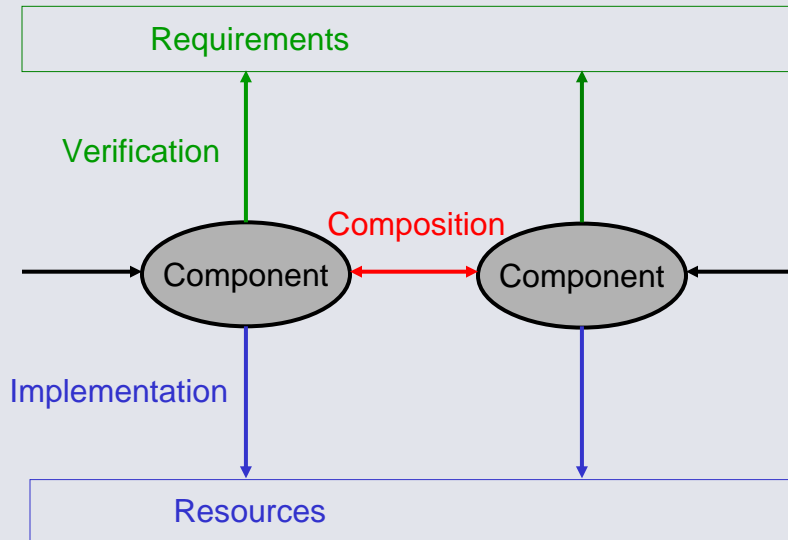 Requirements
Verification
Composition
Component
Component
Implementation
Resources